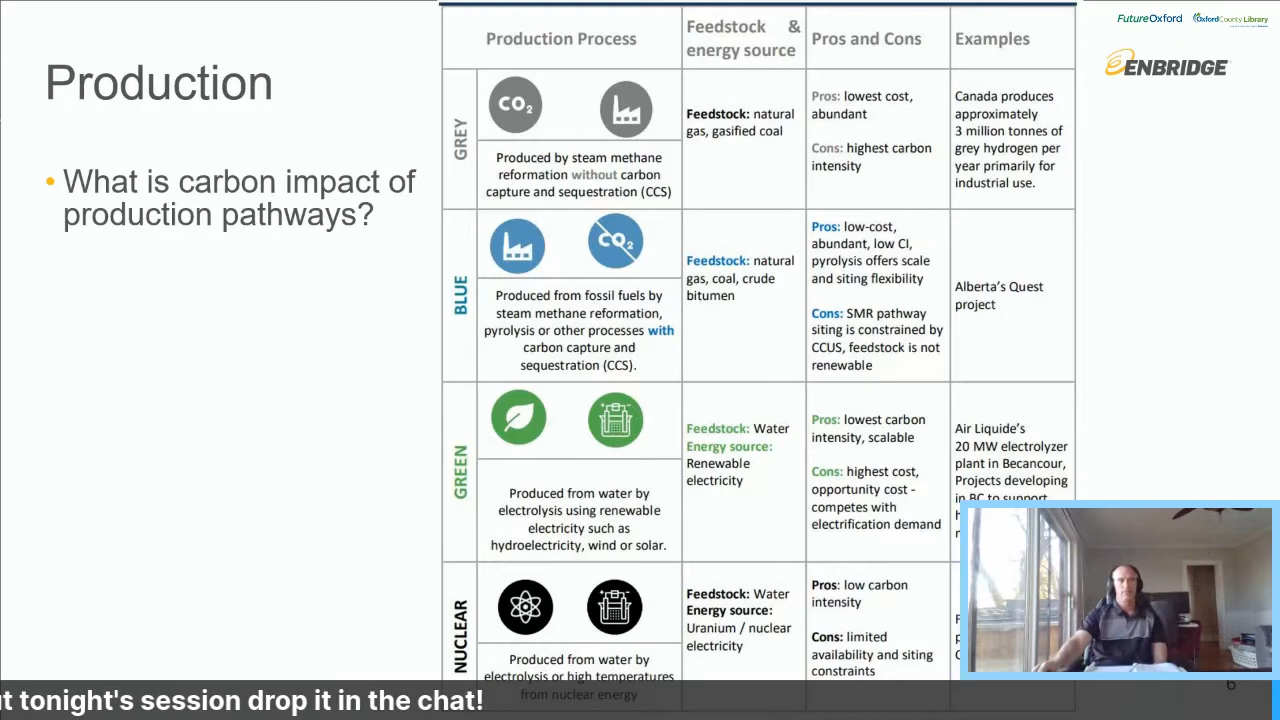 FutureOxford
OxfordCounty Library
ENBRIDGE
Production
• What is carbon impact of
production pathways?
Production Process
Feedstock &
energy source
Pros and Cons
Examples
GREY
CO2
Produced by steam methane
reformation without carbon
capture and sequestration (CCS)
Feedstock: natural
gas, gasified coal
Pros: lowest cost,
abundant
Cons: highest carbon
intensity
Canada produces
approximately
3 million tonnes of
grey hydrogen per
year primarily for
industrial use.
BLUE
CO2
Produced from fossil fuels by
steam methane reformation,
pyrolysis or other processes with
carbon capture and
sequestration (CCS).
Feedstock: natural
gas, coal, crude
bitumen
Pros: low-cost,
abundant, low CI,
pyrolysis offers scale
and siting flexibility
Cons: SMR pathway
siting is constrained by
CCUS, feedstock is not
renewable
Alberta's Quest
project
GREEN
Produced from water by
electrolysis using renewable
electricity such as
hydroelectricity, wind or solar.
Feedstock: Water
Energy source:
Renewable
electricity
Pros: lowest carbon
intensity, scalable
Cons: highest cost,
opportunity cost -
competes with
electrification demand
Air Liquide's
20 MW electrolyzer
plant in Becancour,
Projects developing
in BC to support
NUCLEAR
Produced from water by
electrolysis or high temperatures
from nuclear energy
Feedstock: Water
Energy source:
Uranium / nuclear
electricity
Pros: low carbon
intensity
Cons: limited
availability and siting
constraints
6
t tonight's session drop it in the chat!